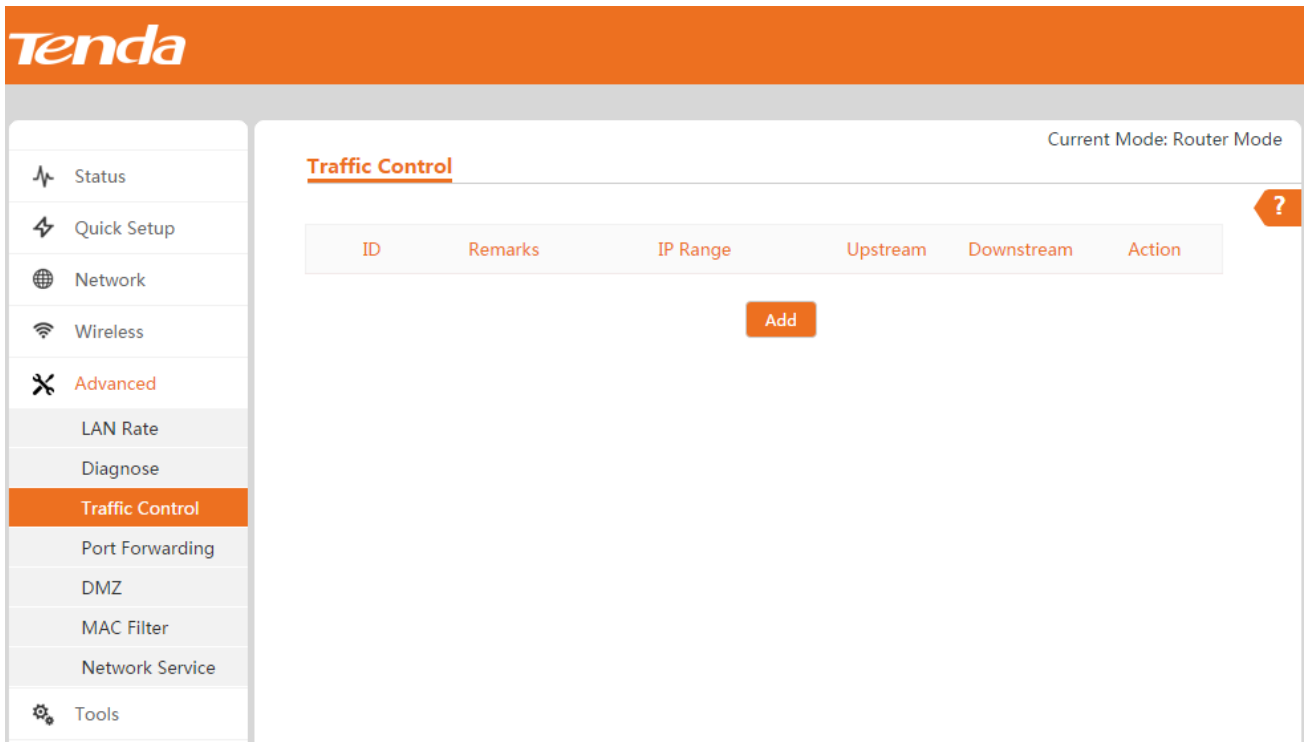 Tenda
Current Mode: Router Mode
Traffic Control
?
Status
Quick Setup
Network
Wireless
Advanced
LAN Rate
Diagnose
Traffic Control
Port Forwarding
DMZ
MAC Filter
Network Service
Tools
ID Remarks IP Range Upstream Downstream Action
Add